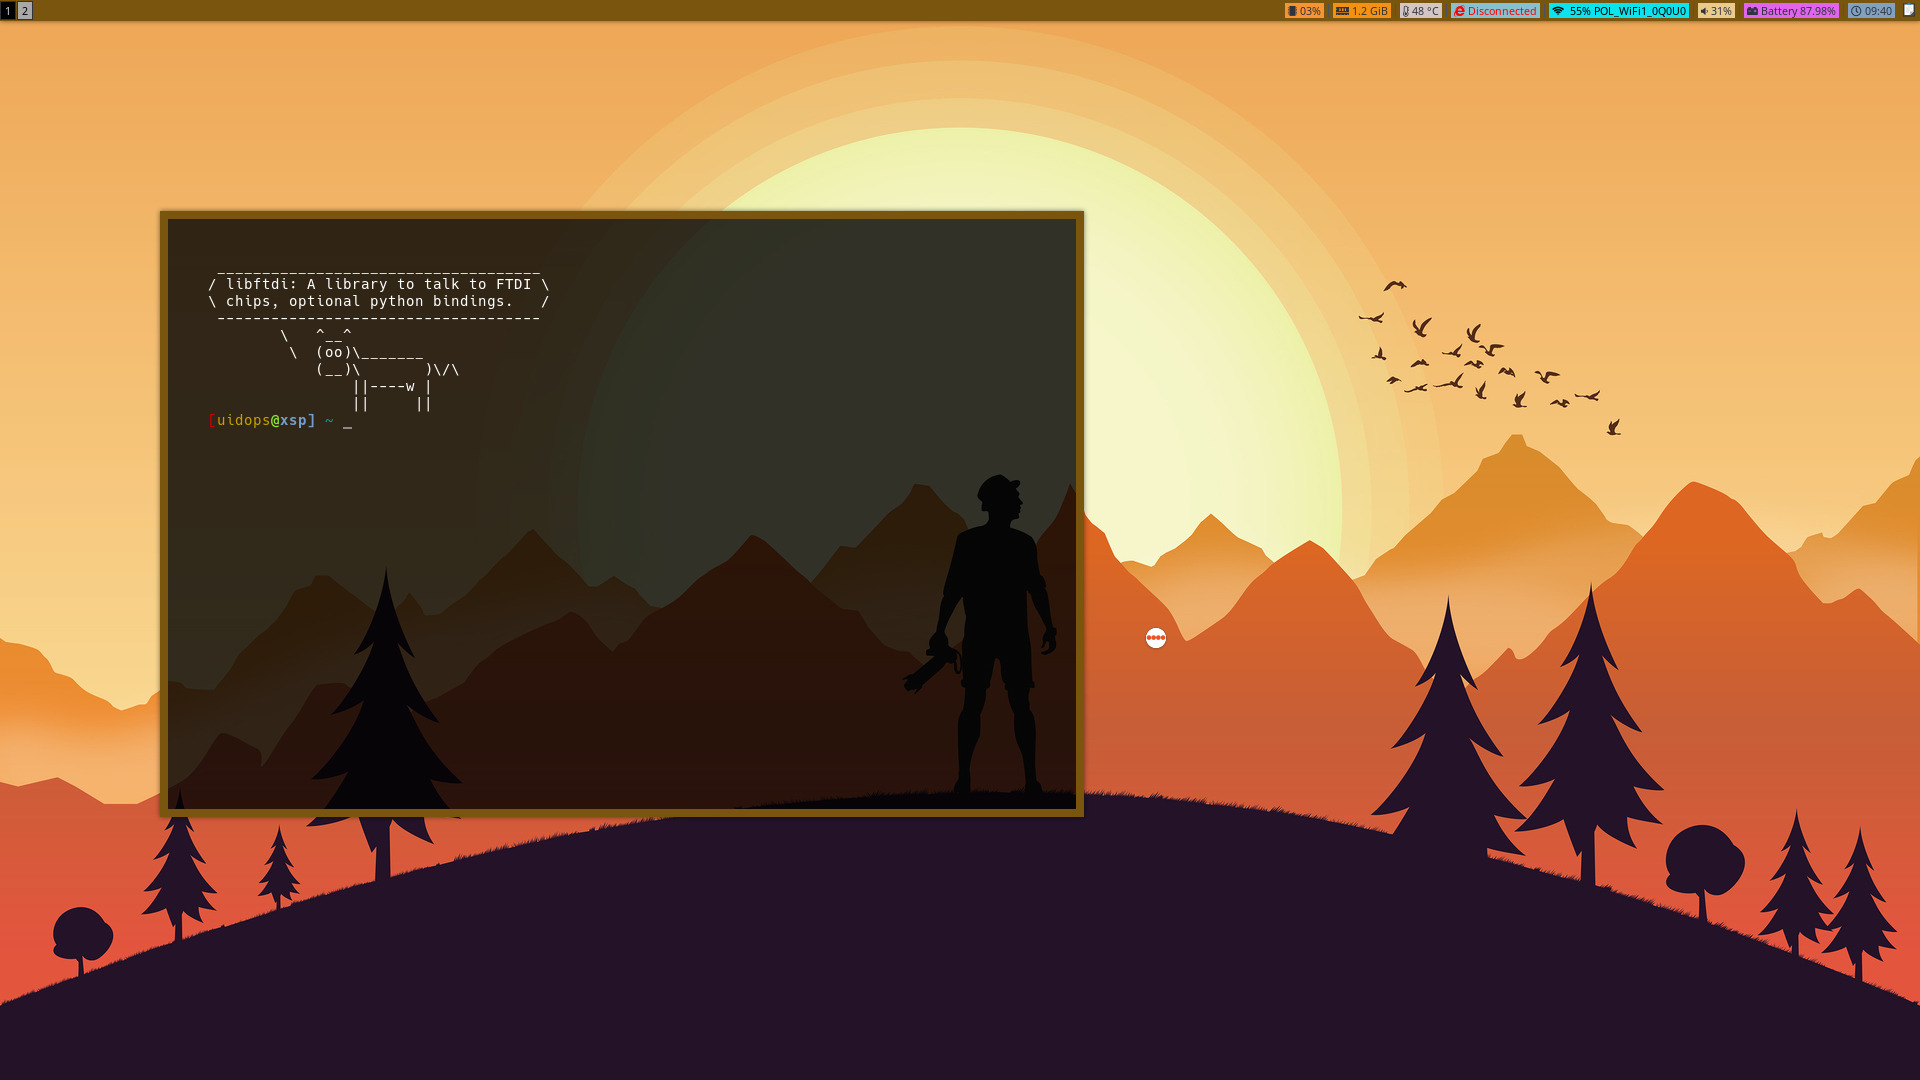 1 2 03% 1.2 GiB 48 °C Disconnected 55% POL_WiFi1_0Q0U0 31% Battery 87.98% 09:40
 ____________________________________
/ libftdi: A library to talk to FTDI \
\ chips, optional python bindings.   /
 ------------------------------------
        \   ^__^
         \  (oo)\_______
            (__)\       )\/\
                ||----w |
                ||     ||
[uidops@xsp] ~ _